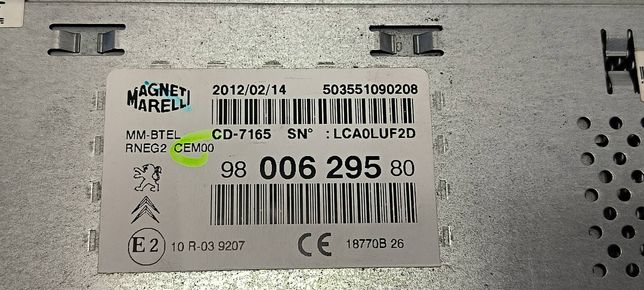 MAGNETI
MARELLI
2012/02/14 503551090208
MM-BTEL CD-7165 SN° : LCA0LUF2D
RNEG2 CEM00
98 006 295 80
E2 10 R-03 9207 CE 18770B 26